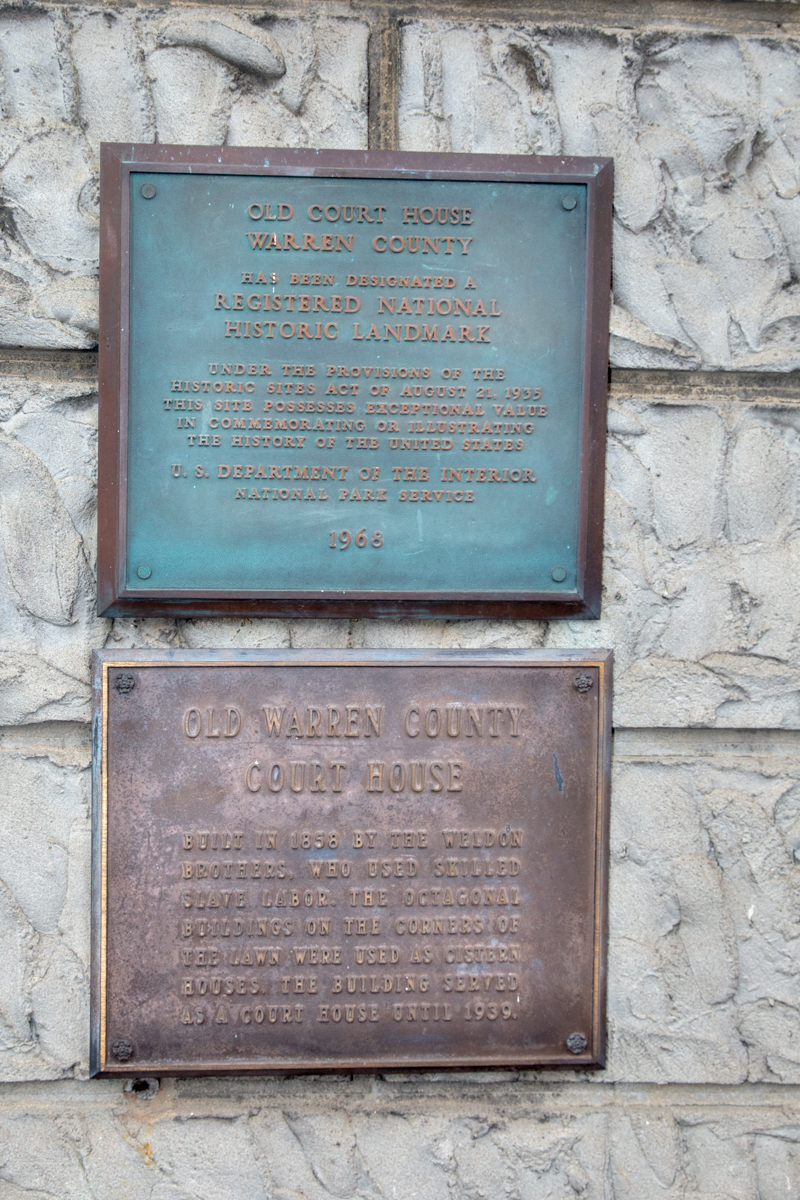 OLD COURT HOUSE
WARREN COUNTY
HAS BEEN DESIGNATED A
REGISTERED NATIONAL
HISTORIC LANDMARK
UNDER THE PROVISIONS OF THE
HISTORIC SITES ACT OF AUGUST 21, 1935
THIS SITE POSSESSES EXCEPTIONAL VALUE
IN COMMEMORATING OR ILLUSTRATING
THE HISTORY OF THE UNITED STATES
U. S. DEPARTMENT OF THE INTERIOR
NATIONAL PARK SERVICE
1968
OLD WARREN COUNTY
COURT HOUSE
BUILT IN 1858 BY THE WELDON
BROTHERS, WHO USED SKILLED
SLAVE LABOR. THE OCTAGONAL
BUILDINGS ON THE CORNERS OF
THE LAWN WERE USED AS CISTERN
HOUSES. THE BUILDING SERVED
AS A COURT HOUSE UNTIL 1939.